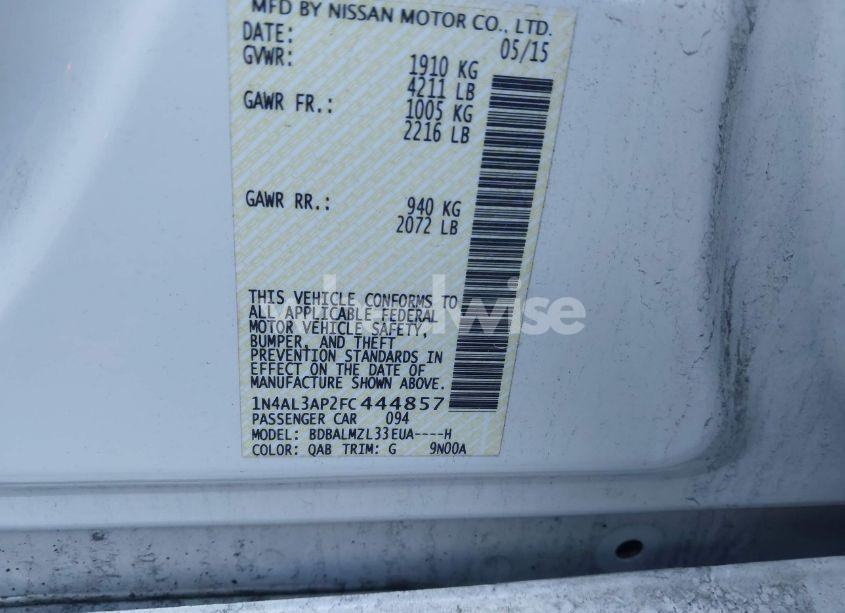 MFD BY NISSAN MOTOR CO., LTD.
DATE: 05/15
GVWR: 1910 KG
4211 LB
GAWR FR.: 1005 KG
2216 LB
GAWR RR.: 940 KG
2072 LB
THIS VEHICLE CONFORMS TO
ALL APPLICABLE FEDERAL
MOTOR VEHICLE SAFETY,
BUMPER, AND THEFT
PREVENTION STANDARDS IN
EFFECT ON THE DATE OF
MANUFACTURE SHOWN ABOVE.
1N4AL3AP2FC444857
PASSENGER CAR 094
MODEL: BDBALMZL33EUA----H
COLOR: QAB TRIM: G 9N00A